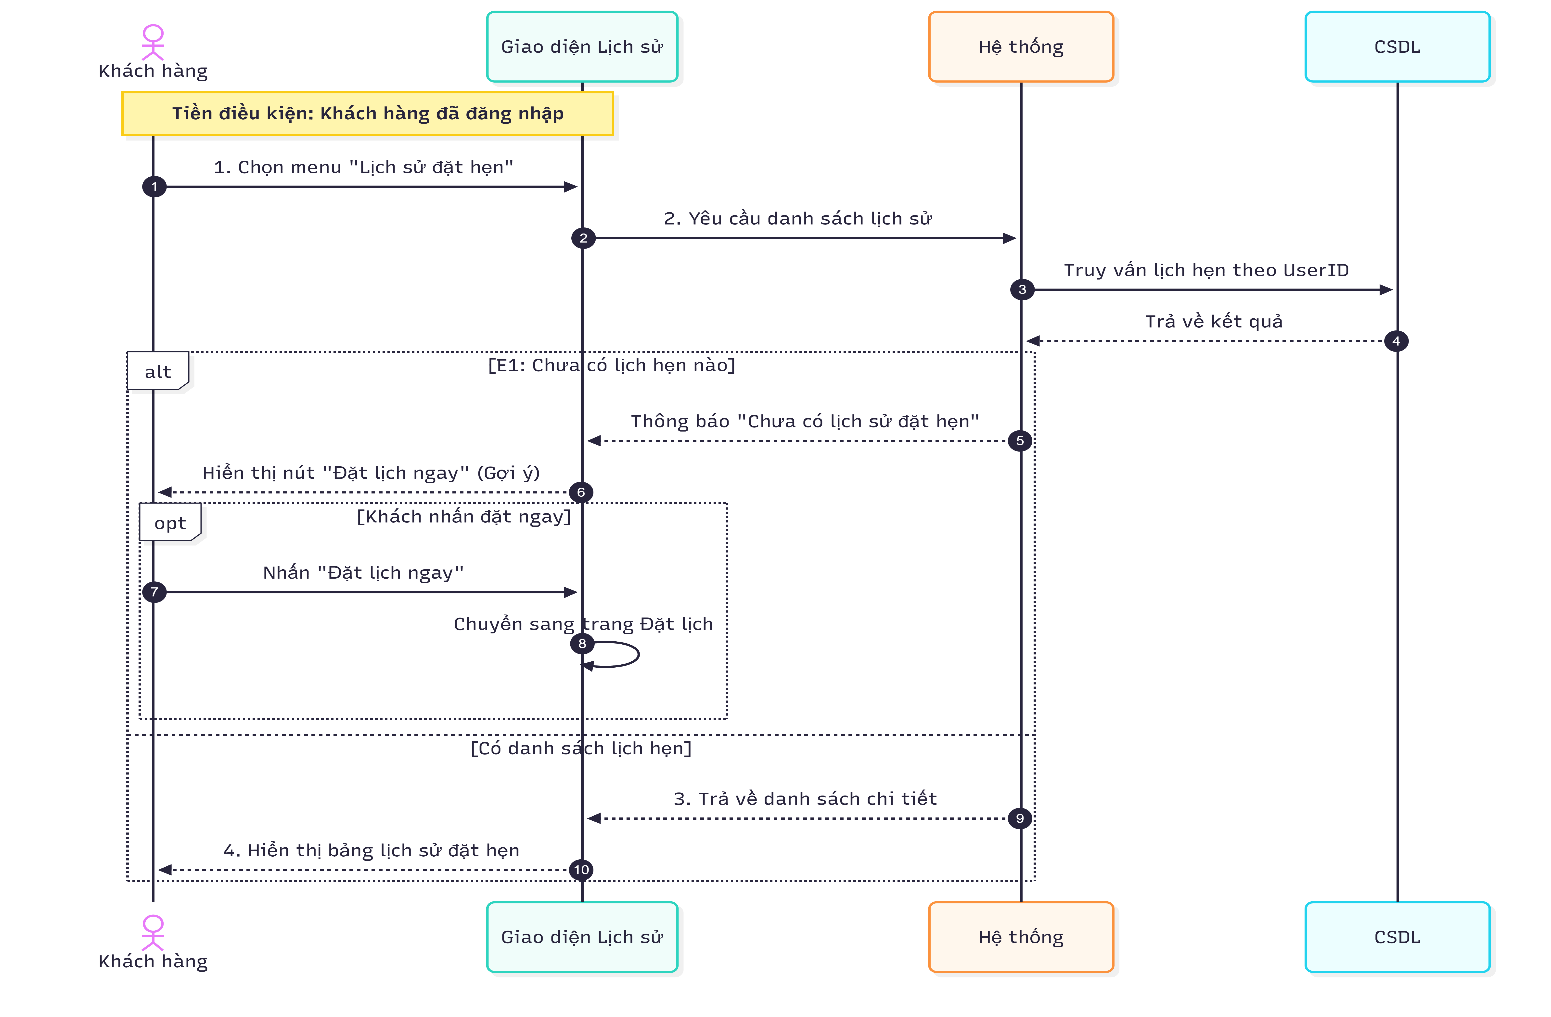 Khách hàng
Giao diện Lịch sử
Hệ thống
CSDL
Tiền điều kiện: Khách hàng đã đăng nhập
1. Chọn menu "Lịch sử đặt hẹn"
1
2. Yêu cầu danh sách lịch sử
2
Truy vấn lịch hẹn theo UserID
3
Trả về kết quả
4
alt
[E1: Chưa có lịch hẹn nào]
Thông báo "Chưa có lịch sử đặt hẹn"
5
Hiển thị nút "Đặt lịch ngay" (Gợi ý)
6
opt
[Khách nhấn đặt ngay]
Nhấn "Đặt lịch ngay"
7
Chuyển sang trang Đặt lịch
8
[Có danh sách lịch hẹn]
3. Trả về danh sách chi tiết
9
4. Hiển thị bảng lịch sử đặt hẹn
10
Khách hàng
Giao diện Lịch sử
Hệ thống
CSDL